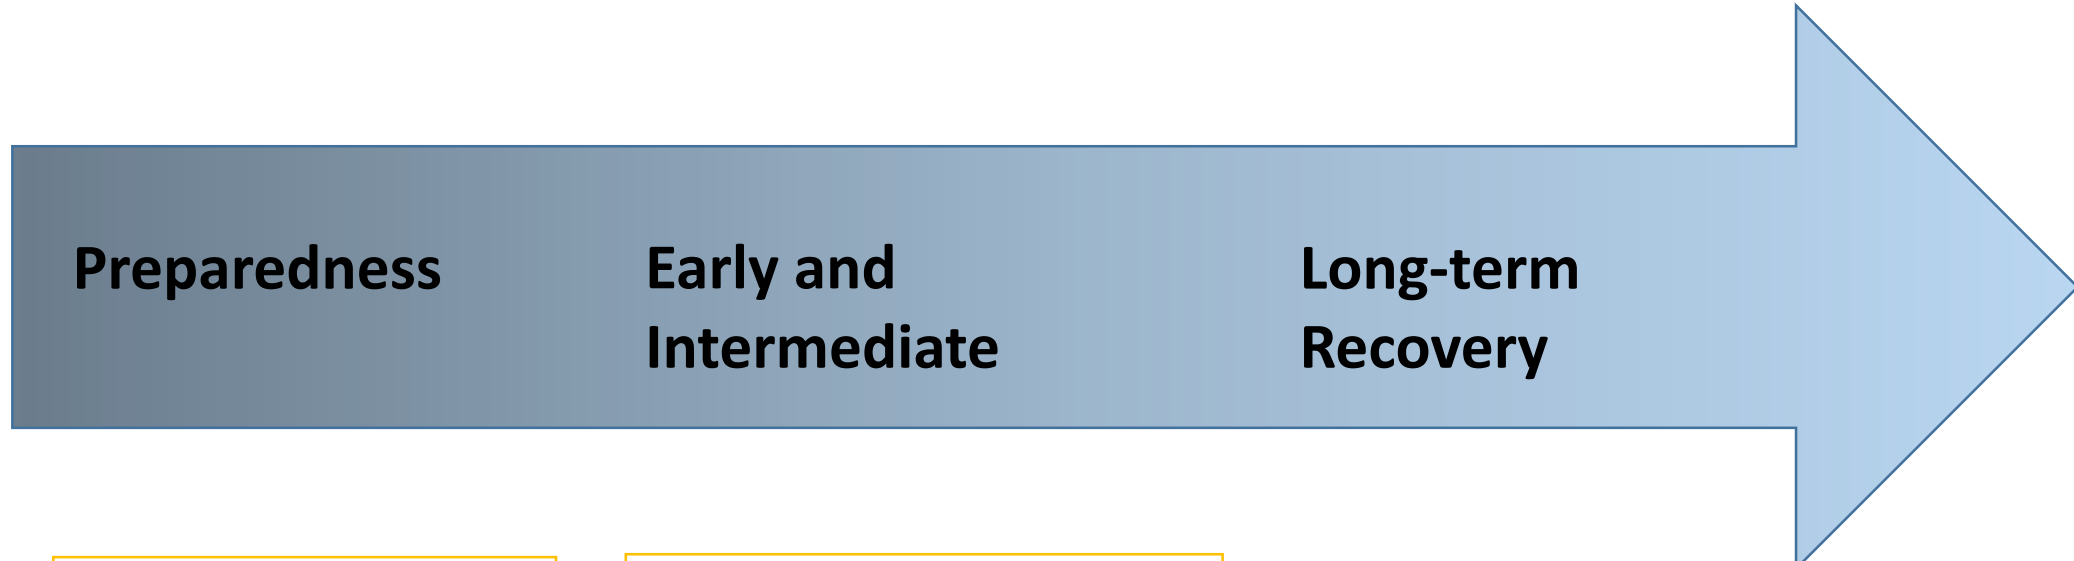 Preparedness
Early and
Intermediate
Long-term
Recovery